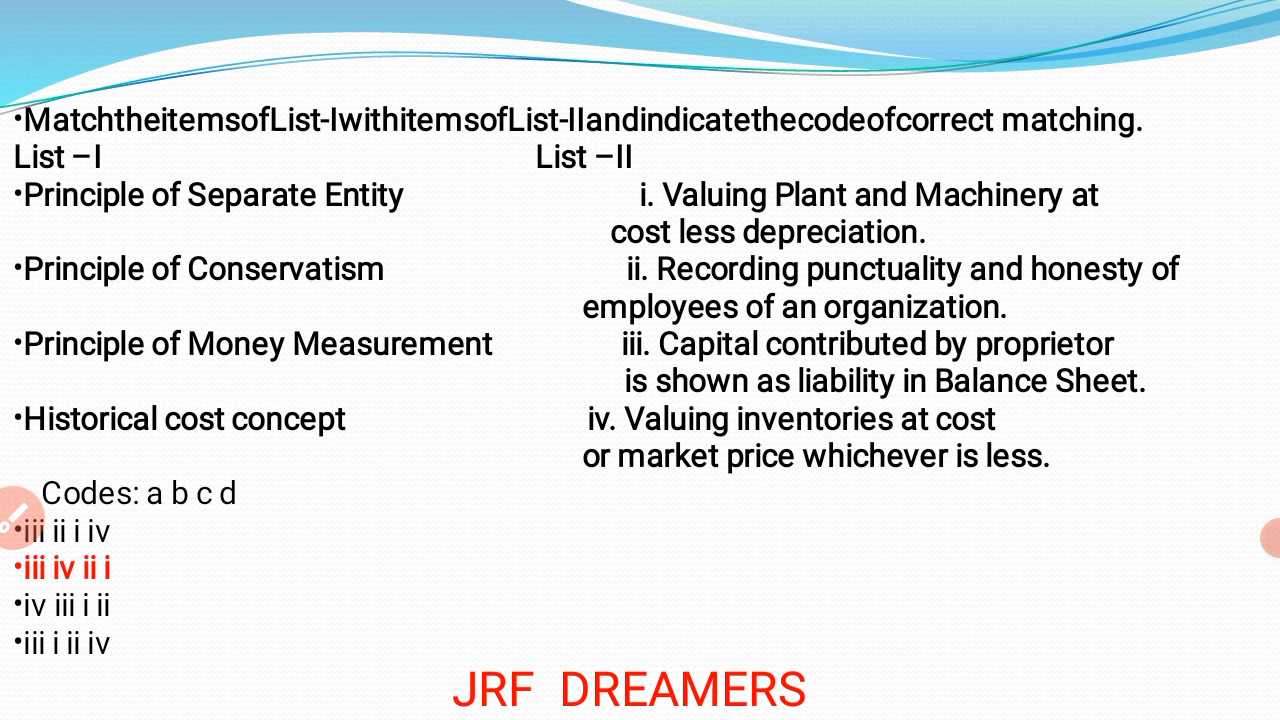 •MatchtheitemsofList-IwithitemsofList-IIandindicatethecodeofcorrect matching.
List –I List –II
•Principle of Separate Entity i. Valuing Plant and Machinery at
cost less depreciation.
•Principle of Conservatism ii. Recording punctuality and honesty of
employees of an organization.
•Principle of Money Measurement iii. Capital contributed by proprietor
is shown as liability in Balance Sheet.
•Historical cost concept iv. Valuing inventories at cost
or market price whichever is less.
Codes: a b c d
•iii ii i iv
•iii iv ii i
•iv iii i ii
•iii i ii iv
JRF DREAMERS